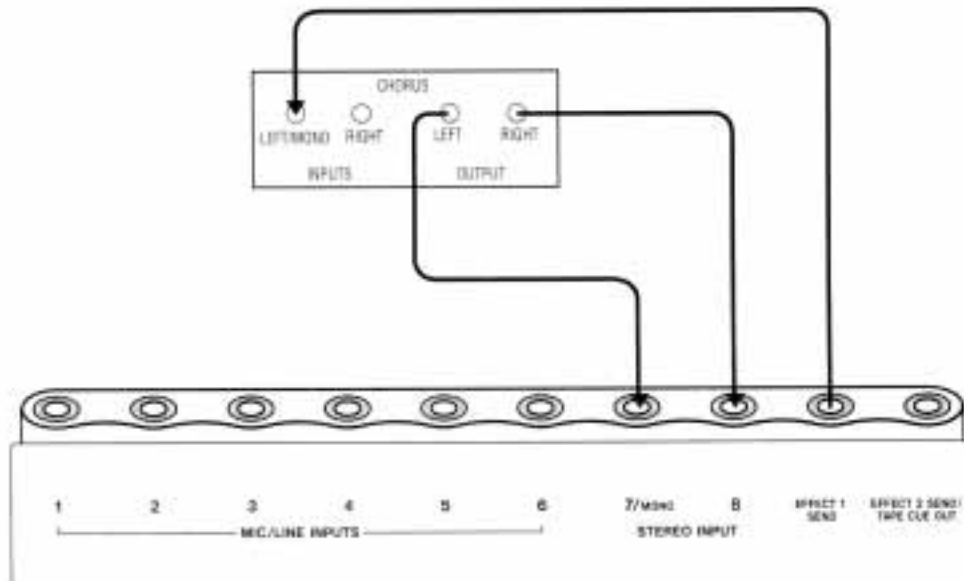 CHORUS
LEFT/MONO RIGHT LEFT RIGHT
INPUTS OUTPUT
1 2 3 4 5 6 7/MONO 8 EFFECT 1 SEND EFFECT 2 SEND/ TAPE CUE OUT
MIC/LINE INPUTS STEREO INPUT